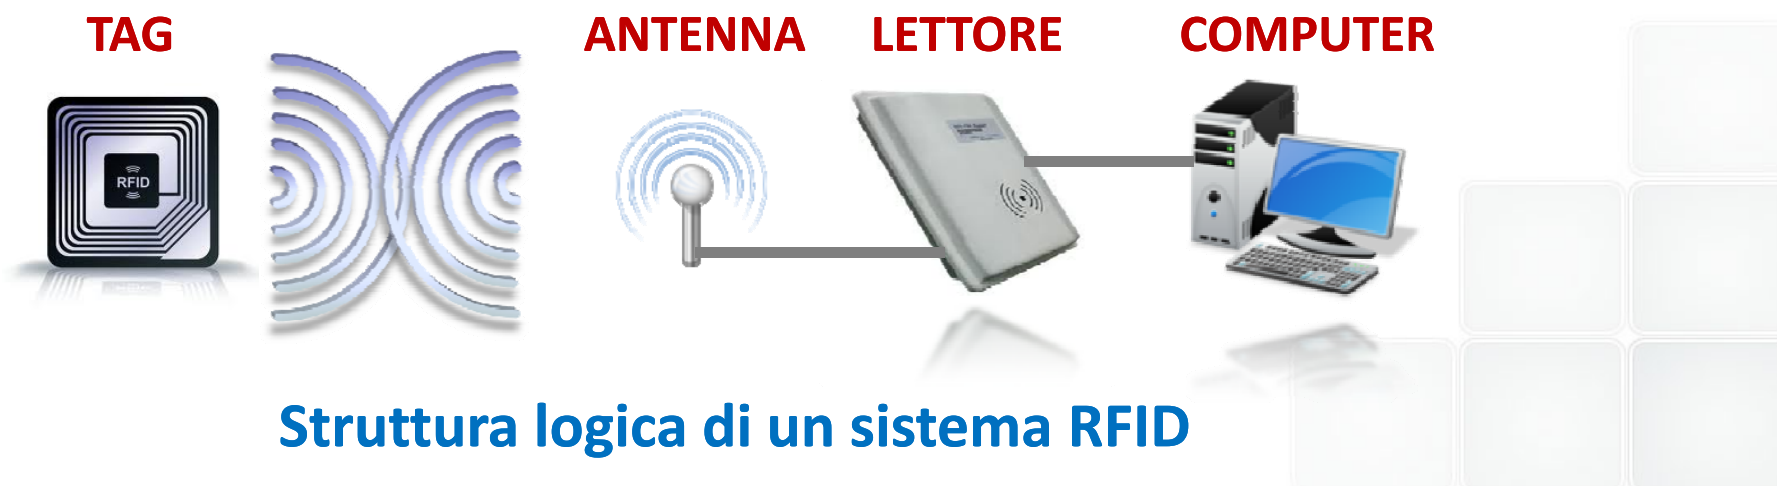 TAG ANTENNA LETTORE COMPUTER
RFID
Struttura logica di un sistema RFID